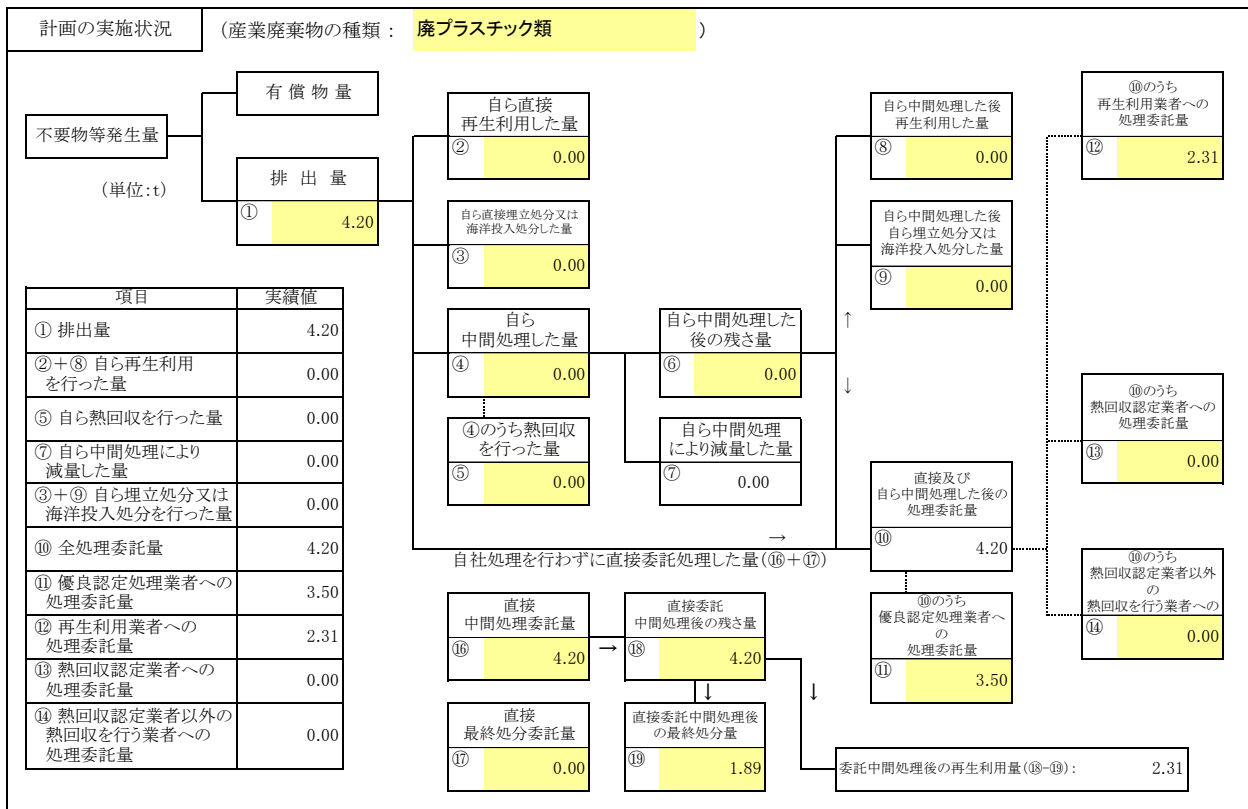 計画の実施状況
(産業廃棄物の種類： 廃プラスチック類 )
有償物量
不要物等発生量
(単位:t)
排出量
① 4.20
自ら直接
再生利用した量
② 0.00
自ら直接埋立処分又は
海洋投入処分した量
③ 0.00
自ら
中間処理した量
④ 0.00
④のうち熱回収
を行った量
⑤ 0.00
自ら中間処理した
後の残さ量
⑥ 0.00
自ら中間処理
により減量した量
⑦ 0.00
自ら中間処理した後
再生利用した量
⑧ 0.00
自ら中間処理した後
自ら埋立処分又は
海洋投入処分した量
⑨ 0.00
↑
↓
→
自社処理を行わずに直接委託処理した量(⑯+⑰)
直接及び
自ら中間処理した後の
処理委託量
⑩ 4.20
⑩のうち
優良認定処理業者へ
の
処理委託量
⑪ 3.50
⑩のうち
再生利用業者への
処理委託量
⑫ 2.31
⑩のうち
熱回収認定業者への
処理委託量
⑬ 0.00
⑩のうち
熱回収認定業者以外
の
熱回収を行う業者への
⑭ 0.00
直接
中間処理委託量
⑯ 4.20
→
直接委託
中間処理後の残さ量
⑱ 4.20
↓
↓
直接
最終処分委託量
⑰ 0.00
直接委託中間処理後
の最終処分量
⑲ 1.89
委託中間処理後の再生利用量(⑱-⑲)： 2.31
項目 実績値
① 排出量 4.20
②+⑧ 自ら再生利用
を行った量 0.00
⑤ 自ら熱回収を行った量 0.00
⑦ 自ら中間処理により
減量した量 0.00
③+⑨ 自ら埋立処分又は
海洋投入処分を行った量 0.00
⑩ 全処理委託量 4.20
⑪ 優良認定処理業者への
処理委託量 3.50
⑫ 再生利用業者への
処理委託量 2.31
⑬ 熱回収認定業者への
処理委託量 0.00
⑭ 熱回収認定業者以外の
熱回収を行う業者への
処理委託量 0.00